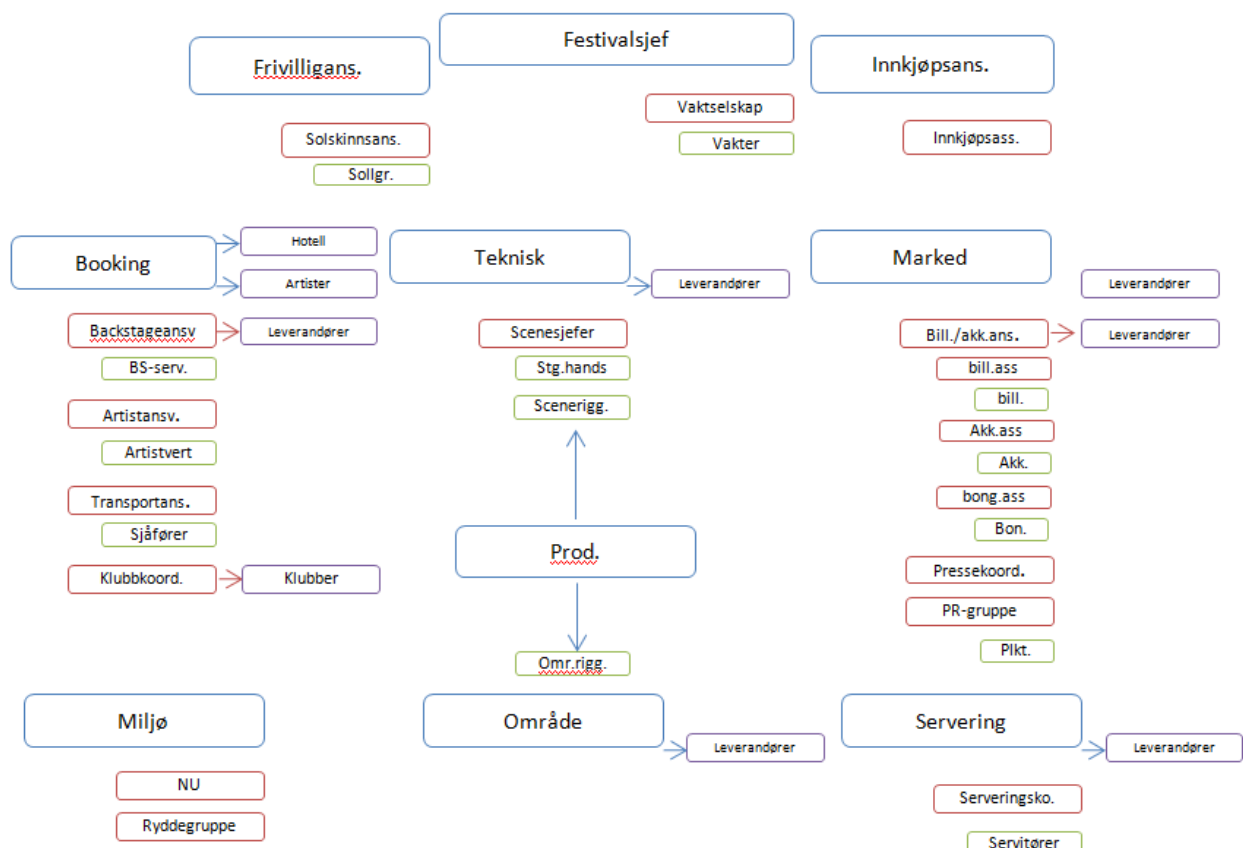 Festivalsjef
Frivilligans.
Innkjøpsans.
Vaktselskap
Solskinnsans.
Innkjøpsass.
Vakter
Sollgr.
Hotell
Booking
Teknisk
Marked
Artister
Leverandører
Leverandører
Backstageansv
Leverandører
Scenesjefer
Bill./akk.ans.
Leverandører
BS-serv.
Stg.hands
bill.ass
bill.
Scenerigg.
Artistansv.
Akk.ass
Artistvert
Akk.
Transportans.
bong.ass
Sjåfører
Bon.
Prod.
Klubbkoord.
Klubber
Pressekoord.
PR-gruppe
Plkt.
Omr.rigg.
Miljø
Område
Servering
Leverandører
Leverandører
NU
Serveringsko.
Ryddegruppe
Servitører